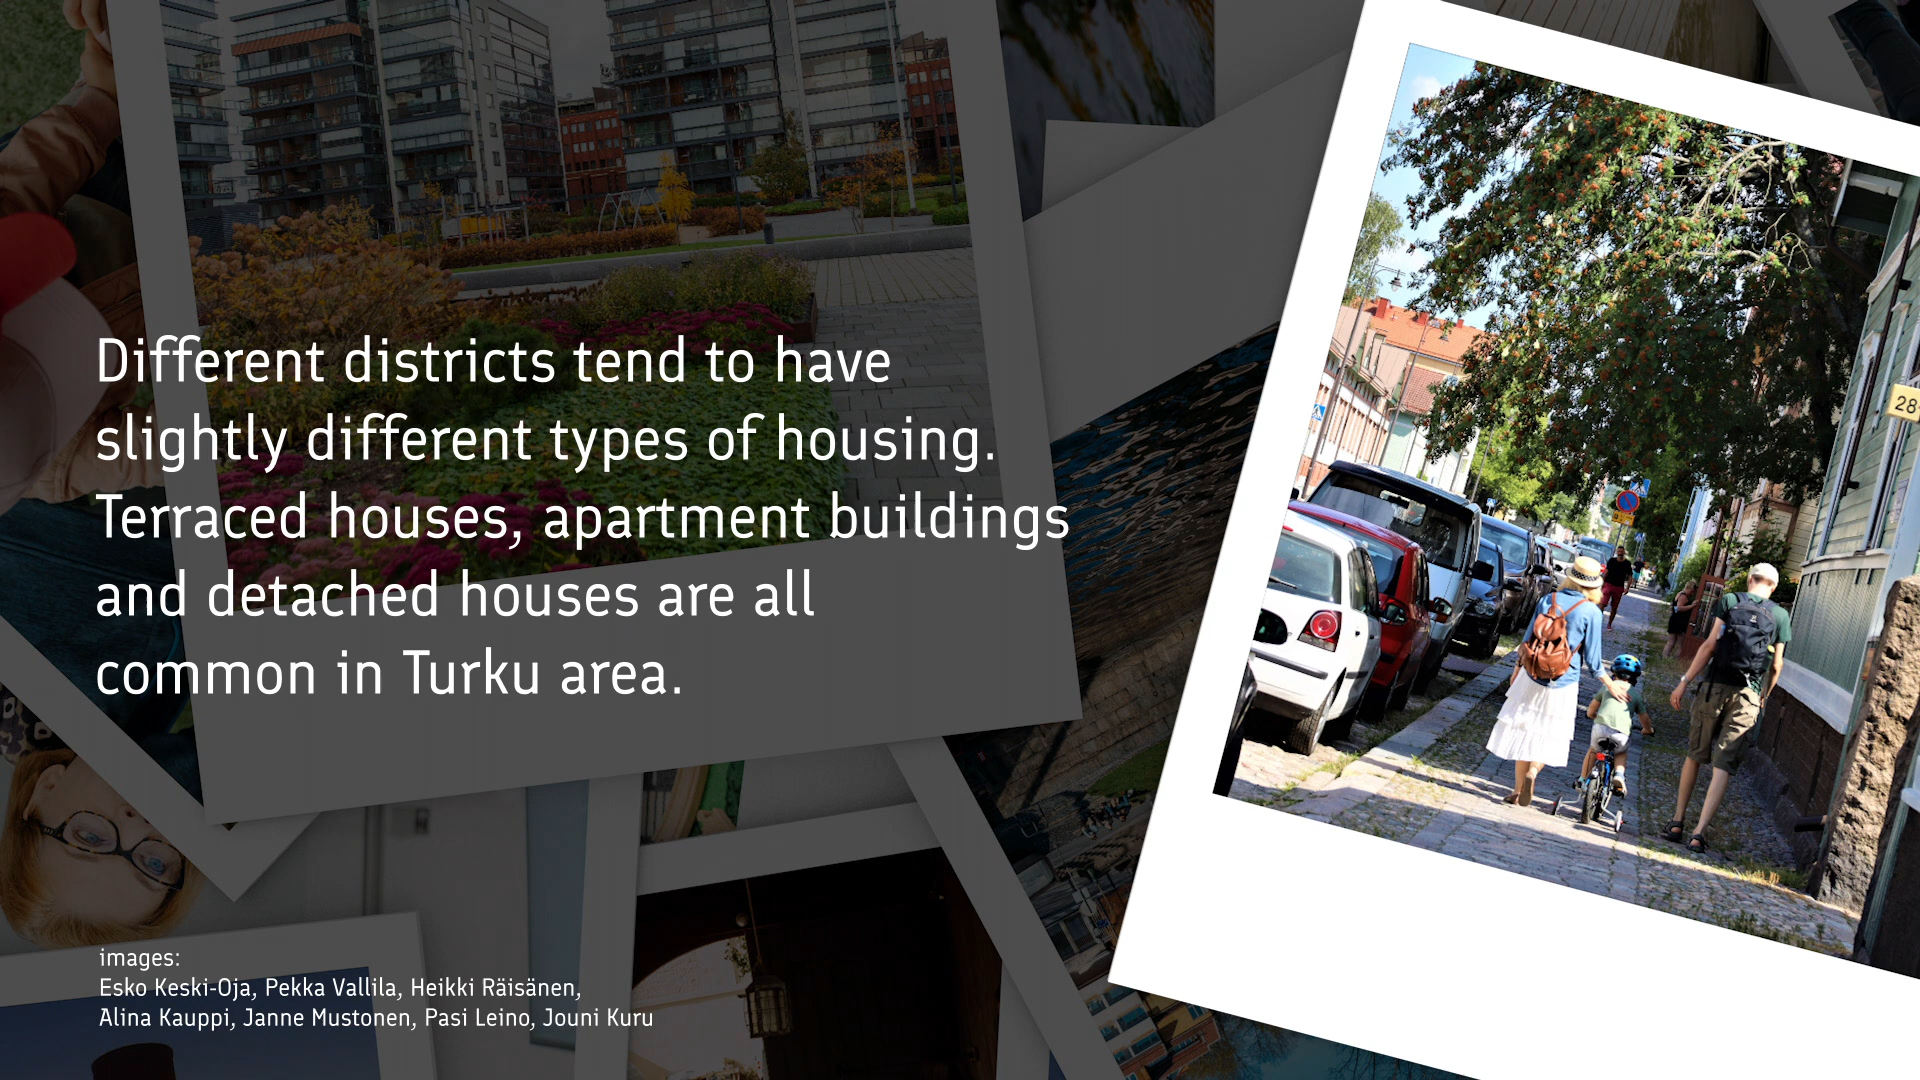 Different districts tend to have
slightly different types of housing.
Terraced houses, apartment buildings
and detached houses are all
common in Turku area.
28
images:
Esko Keski-Oja, Pekka Vallila, Heikki Räisänen,
Alina Kauppi, Janne Mustonen, Pasi Leino, Jouni Kuru